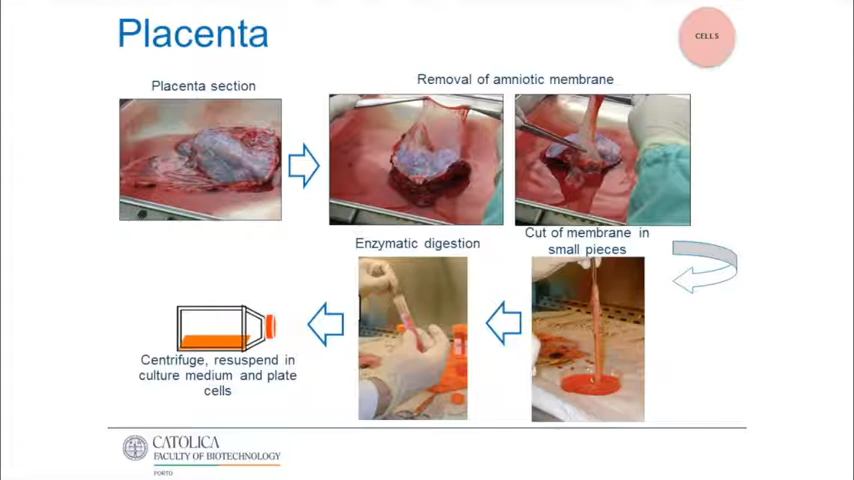 Placenta
CELLS
Placenta section
Removal of amniotic membrane
Enzymatic digestion
Cut of membrane in
small pieces
Centrifuge, resuspend in
culture medium and plate
cells
CATOLICA
FACULTY OF BIOTECHNOLOGY
PORTO